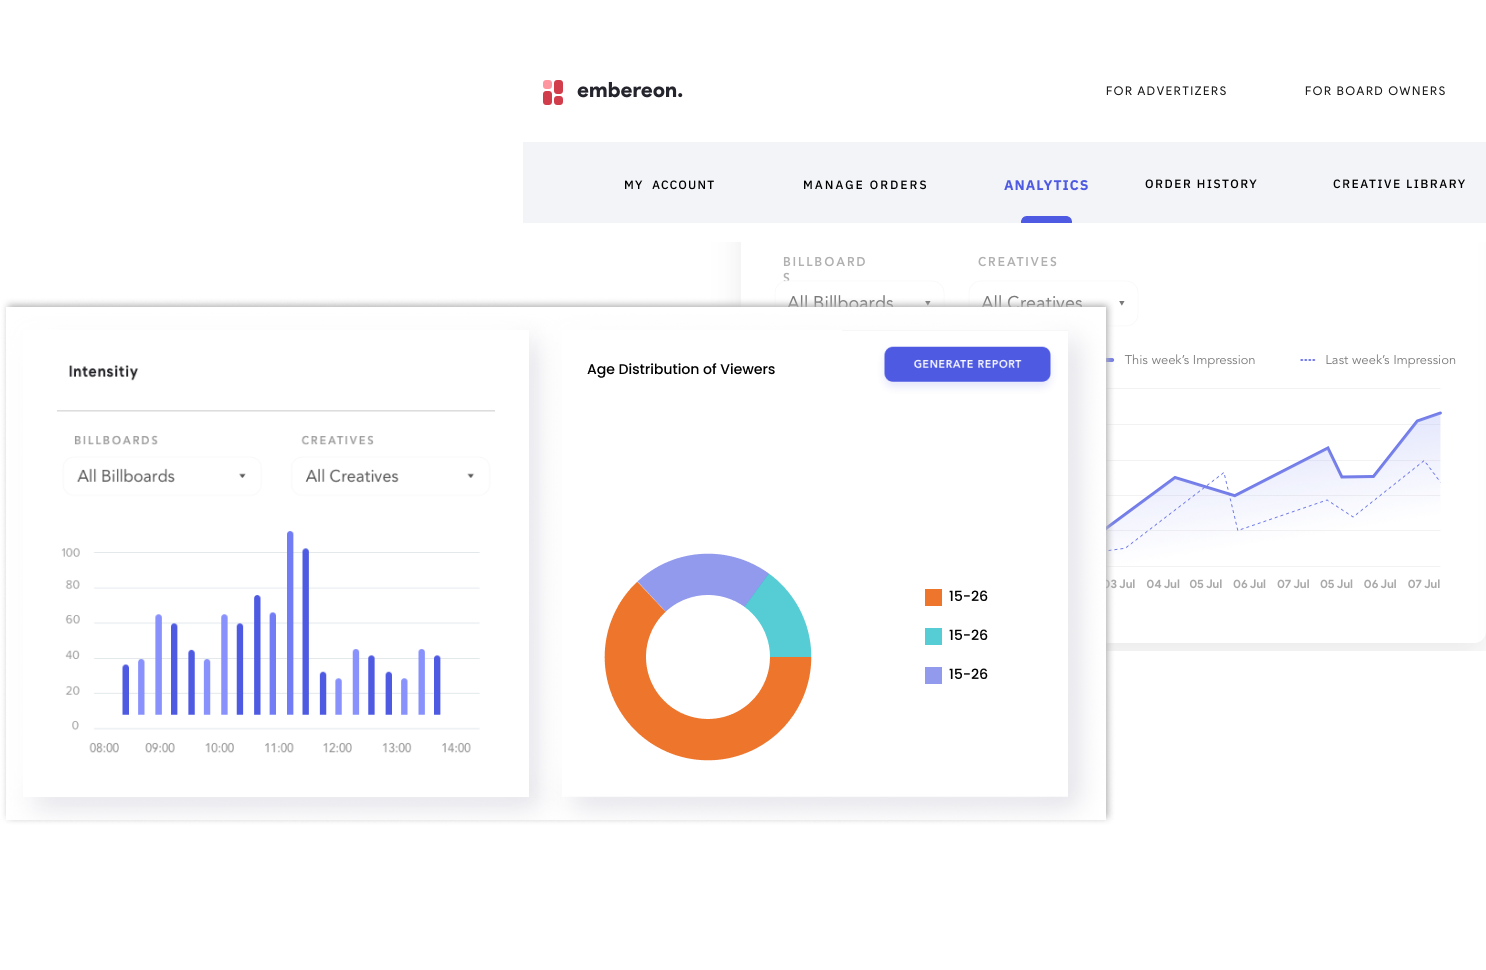 embereon.
FOR ADVERTIZERS
FOR BOARD OWNERS
MY ACCOUNT
MANAGE ORDERS
ANALYTICS
ORDER HISTORY
CREATIVE LIBRARY
BILLBOARD
S
CREATIVES
All Billboards
All Creatives
This week's Impression
Last week's Impression
03 Jul
04 Jul
05 Jul
06 Jul
07 Jul
05 Jul
06 Jul
07 Jul
Intensitiy
BILLBOARDS
CREATIVES
All Billboards
All Creatives
100
80
60
40
20
0
08:00
09:00
10:00
11:00
12:00
13:00
14:00
Age Distribution of Viewers
GENERATE REPORT
15-26
15-26
15-26